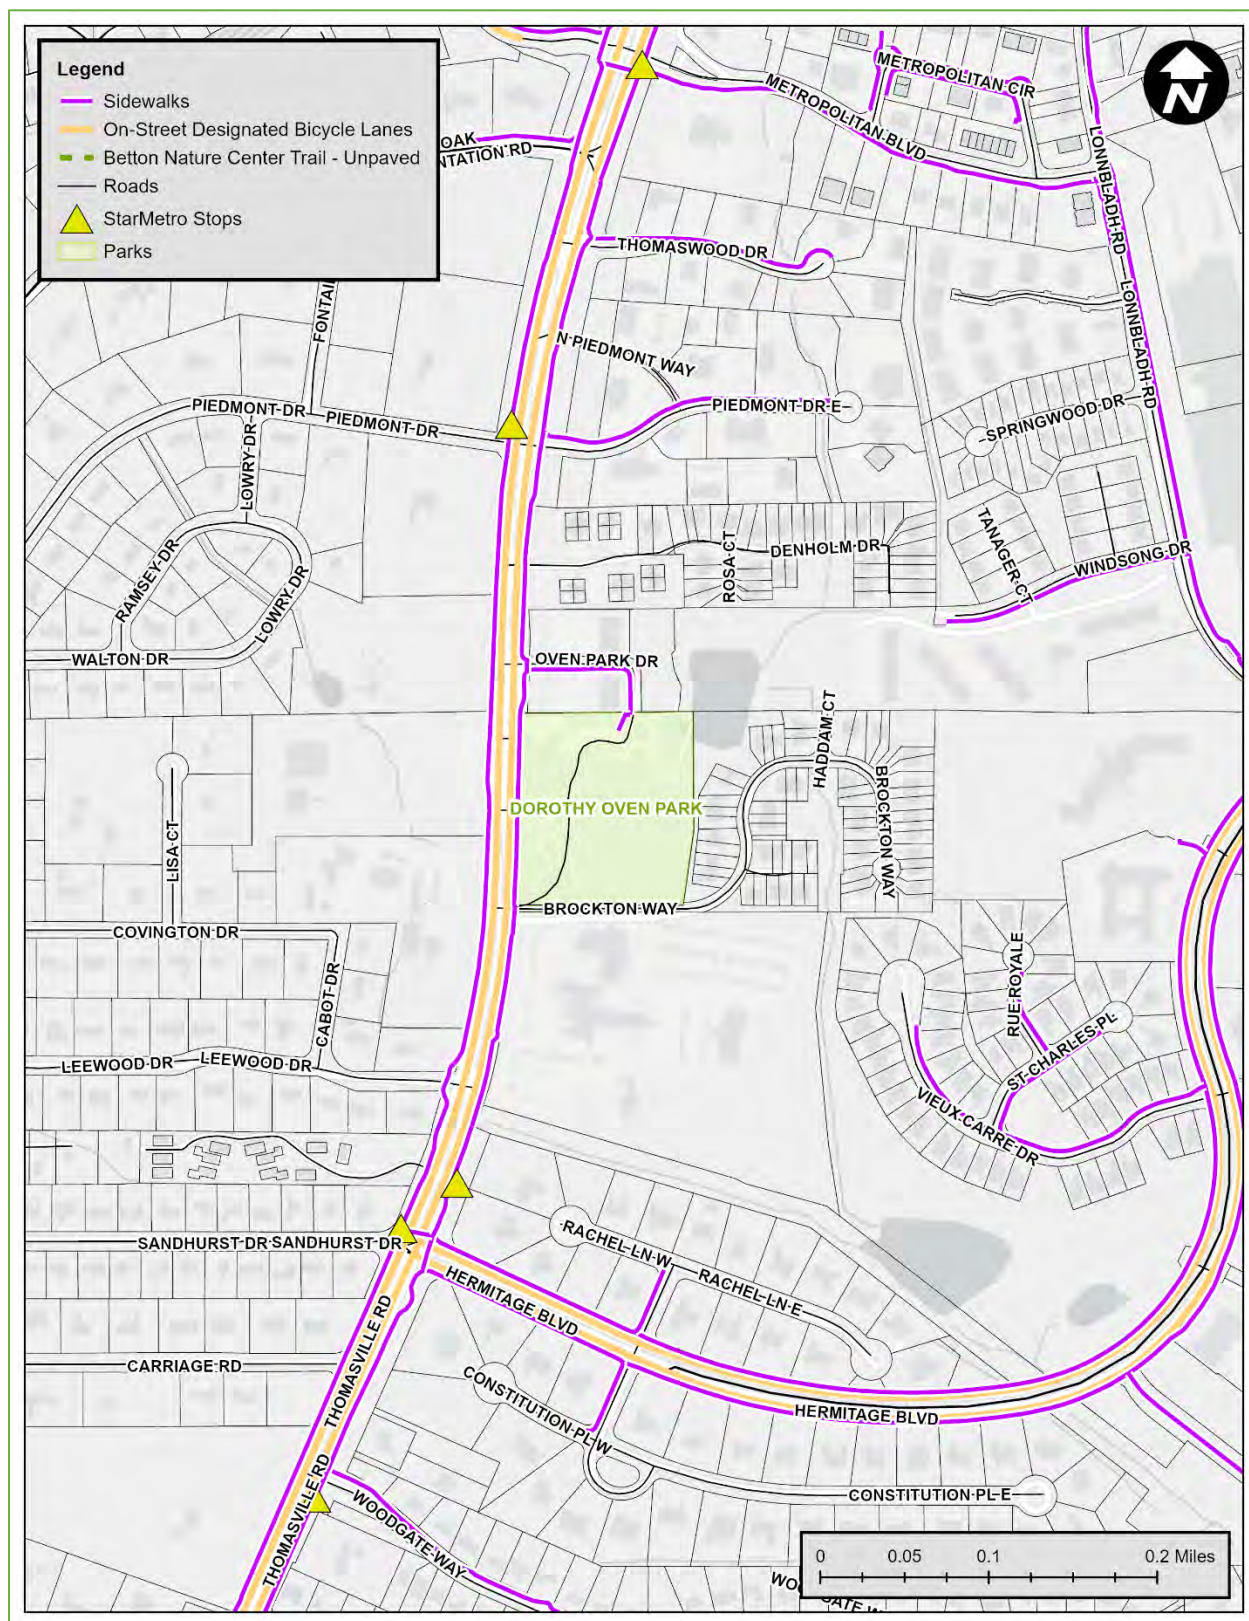 Legend
Sidewalks
On-Street Designated Bicycle Lanes
Betton Nature Center Trail - Unpaved
Roads
StarMetro Stops
Parks
N
METROPOLITAN CIR
METROPOLITAN BLVD
OAK
NTATION RD
LONNBLADH RD
THOMASWOOD DR
FONTAI
N PIEDMONT WAY
LONNBLADH RD
PIEDMONT DR
PIEDMONT DR
PIEDMONT DR E
SPRINGWOOD DR
LOWRY DR
RAMSEY DR
LOWRY DR
ROSA CT
DENHOLM DR
TANAGER CT
WINDSONG DR
WALTON DR
OVEN PARK DR
HADDAM CT
DOROTHY OVEN PARK
BROCKTON WAY
LISA CT
BROCKTON WAY
COVINGTON DR
CABOT DR
RUE ROYALE
LEEWOOD DR
LEEWOOD DR
ST CHARLES PL
VIEUX CARRE DR
SANDHURST DR
SANDHURST DR
RACHEL LN W
RACHEL LN E
HERMITAGE BLVD
THOMASVILLE RD
CARRIAGE RD
CONSTITUTION PL W
HERMITAGE BLVD
THOMASVILLE RD
WOODGATE WAY
CONSTITUTION PL E
0 0.05 0.1 0.2 Miles